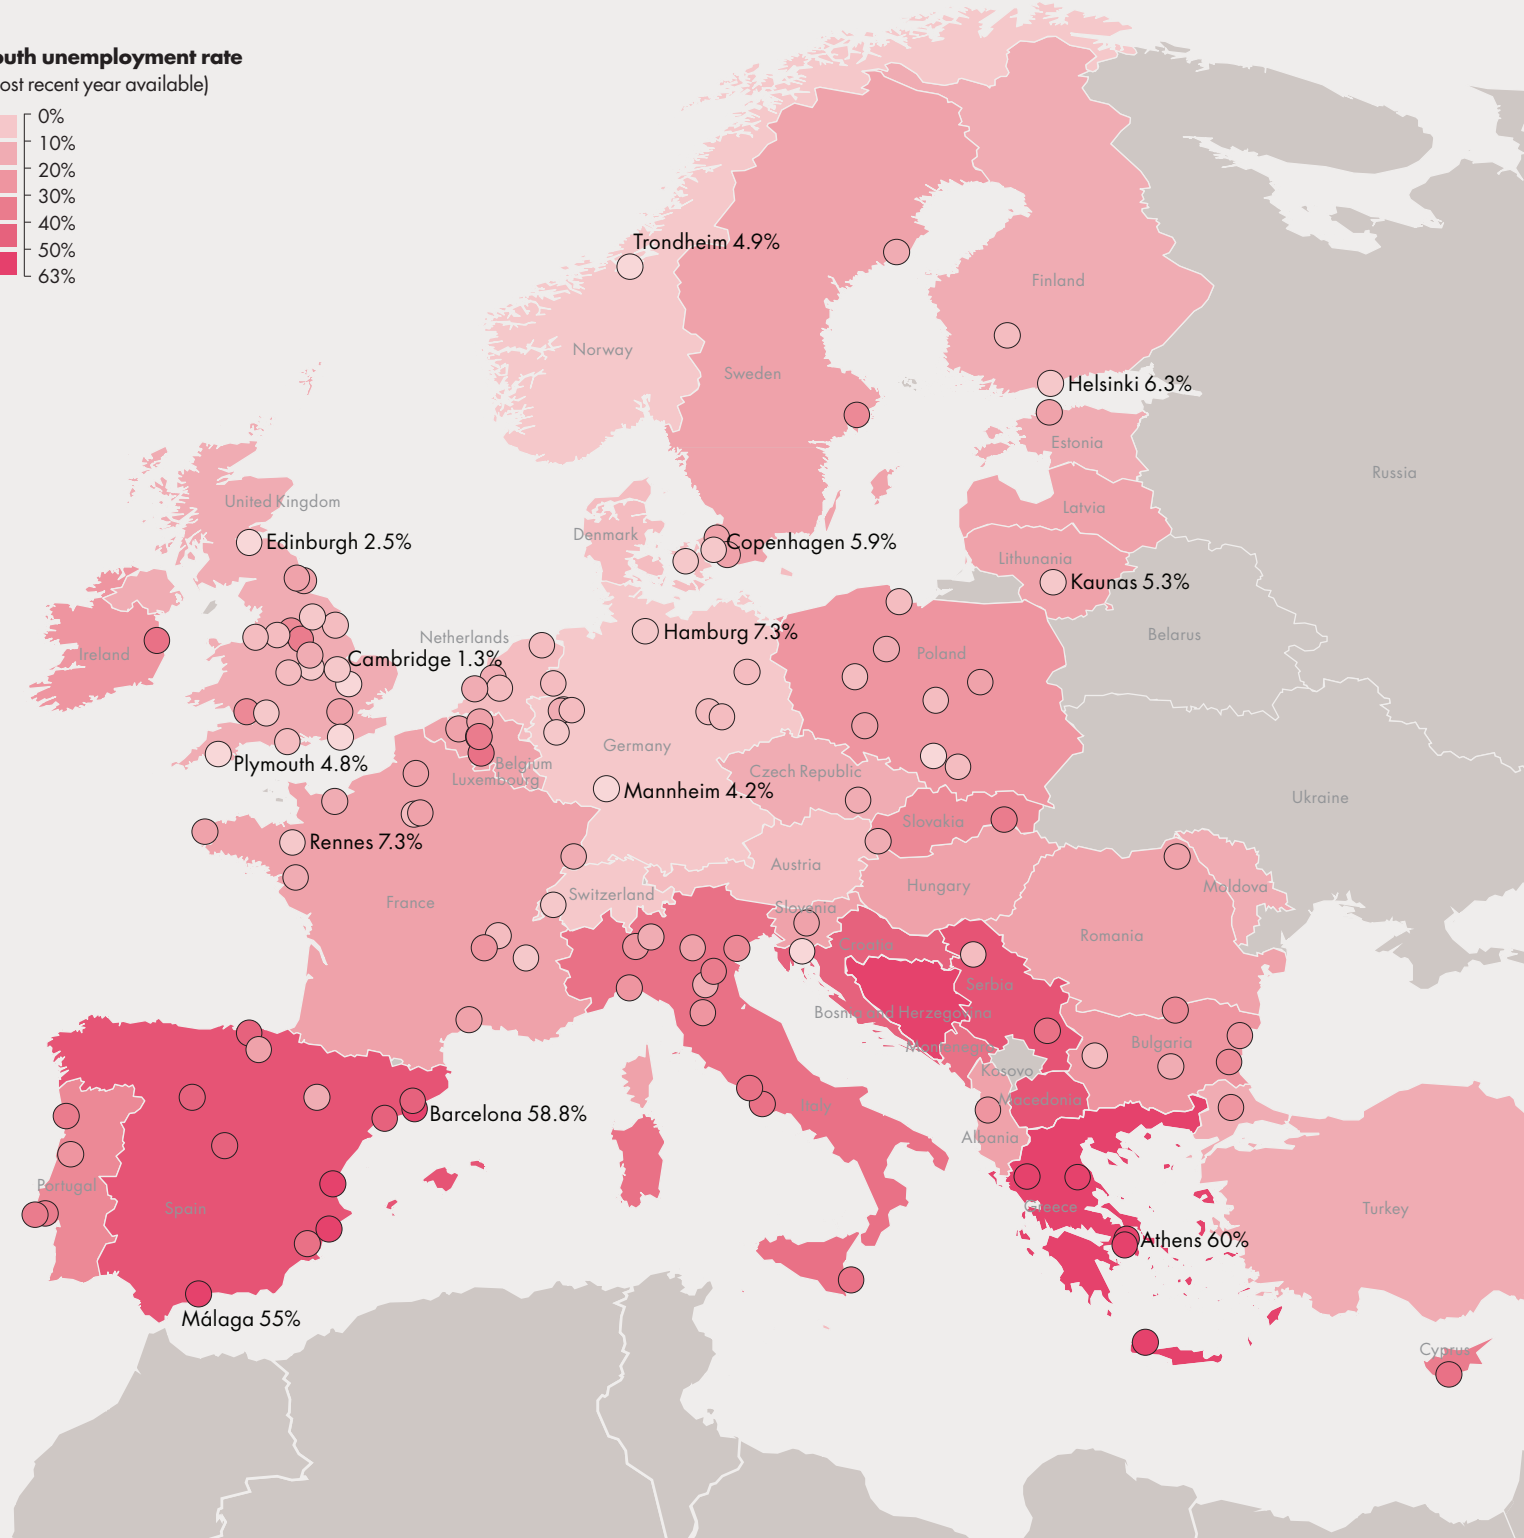 outh unemployment rate
ost recent year available)
0%
10%
20%
30%
40%
50%
63%
Trondheim 4.9%
Finland
Norway
Sweden
Helsinki 6.3%
Estonia
Russia
United Kingdom
Latvia
Denmark
Edinburgh 2.5%
Copenhagen 5.9%
Lithunania
Kaunas 5.3%
Netherlands
Hamburg 7.3%
Belarus
Ireland
Cambridge 1.3%
Poland
Germany
Plymouth 4.8%
Belgium
Luxembourg
Czech Republic
Mannheim 4.2%
Ukraine
Slovakia
Rennes 7.3%
Austria
Switzerland
Hungary
Moldova
France
Slovenia
Romania
Croatia
Serbia
Bosnia and Herzegovina
Montenegro
Bulgaria
Kosovo
Macedonia
Italy
Barcelona 58.8%
Albania
Portugal
Spain
Greece
Turkey
Athens 60%
Málaga 55%
Cyprus